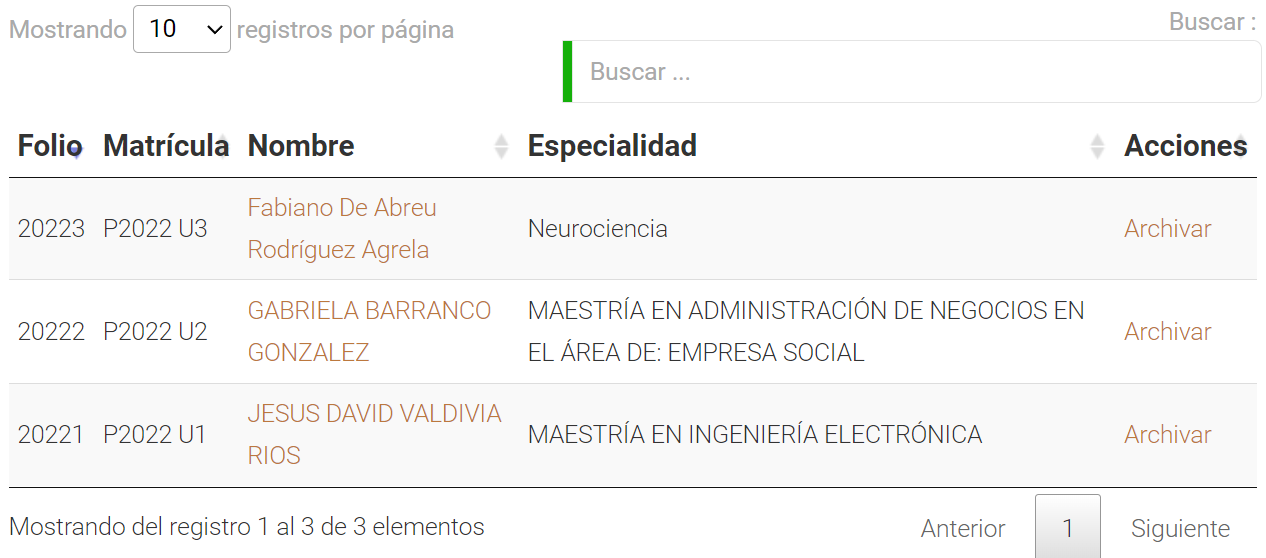 Mostrando 10 registros por página
Buscar :
Buscar ...
Folio Matrícula Nombre Especialidad Acciones
20223 P2022 U3 Fabiano De Abreu Rodríguez Agrela Neurociencia Archivar
20222 P2022 U2 GABRIELA BARRANCO GONZALEZ MAESTRÍA EN ADMINISTRACIÓN DE NEGOCIOS EN EL ÁREA DE: EMPRESA SOCIAL Archivar
20221 P2022 U1 JESUS DAVID VALDIVIA RIOS MAESTRÍA EN INGENIERÍA ELECTRÓNICA Archivar
Mostrando del registro 1 al 3 de 3 elementos
Anterior 1 Siguiente